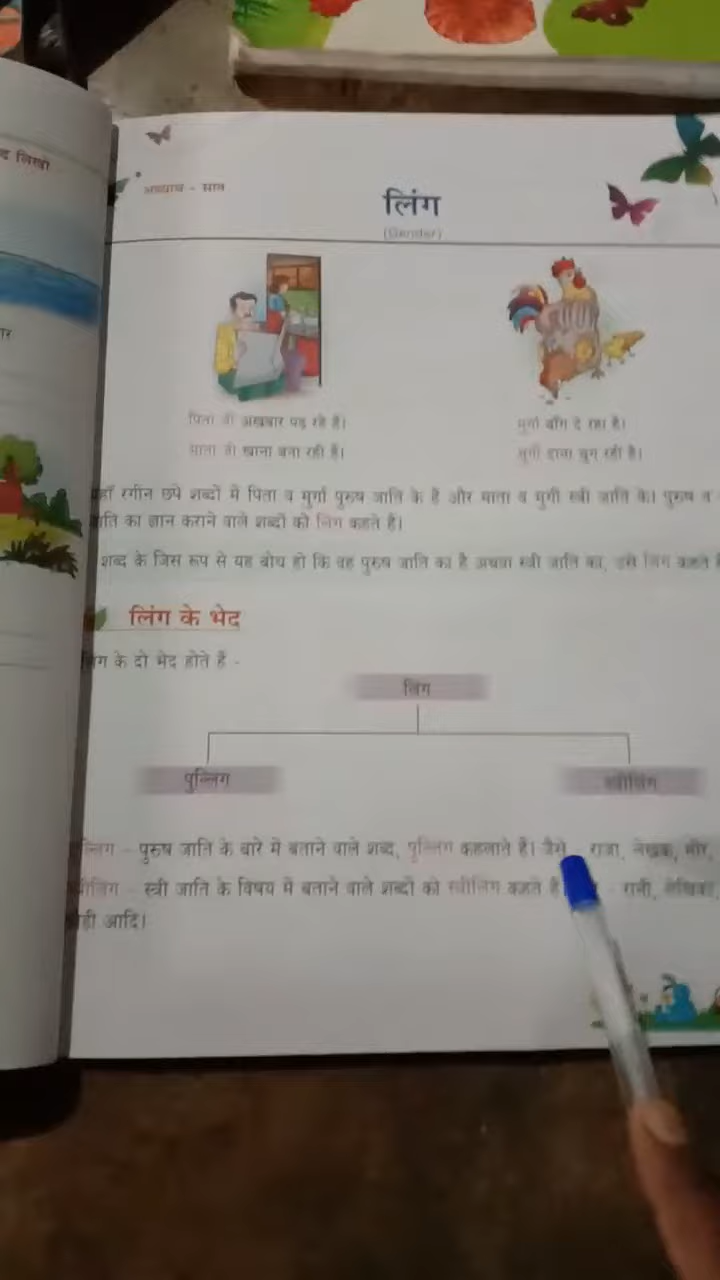 द लिखो
अध्याय - सात
लिंग
(Gender)
पिता जी अखबार पढ़ रहे हैं।
माता जी खाना बना रही हैं।
मुर्गा बाँग दे रहा है।
मुर्गी दाना चुग रही है।
रंगीन छपे शब्दों में पिता व मुर्गा पुरुष जाति के हैं और माता व मुर्गी स्त्री जाति के। पुरुष व
जाति का ज्ञान कराने वाले शब्दों को लिंग कहते हैं।
शब्द के जिस रूप से यह बोध हो कि वह पुरुष जाति का है अथवा स्त्री जाति का, उसे लिंग कहते
लिंग के भेद
लिंग के दो भेद होते हैं -
लिंग
पुल्लिंग
स्त्रीलिंग
पुल्लिंग - पुरुष जाति के बारे में बताने वाले शब्द, पुल्लिंग कहलाते हैं। जैसे राजा, लेखक, मोर,
स्त्रीलिंग - स्त्री जाति के विषय में बताने वाले शब्दों को स्त्रीलिंग कहते हैं - रानी, लेखिका,
आदि।